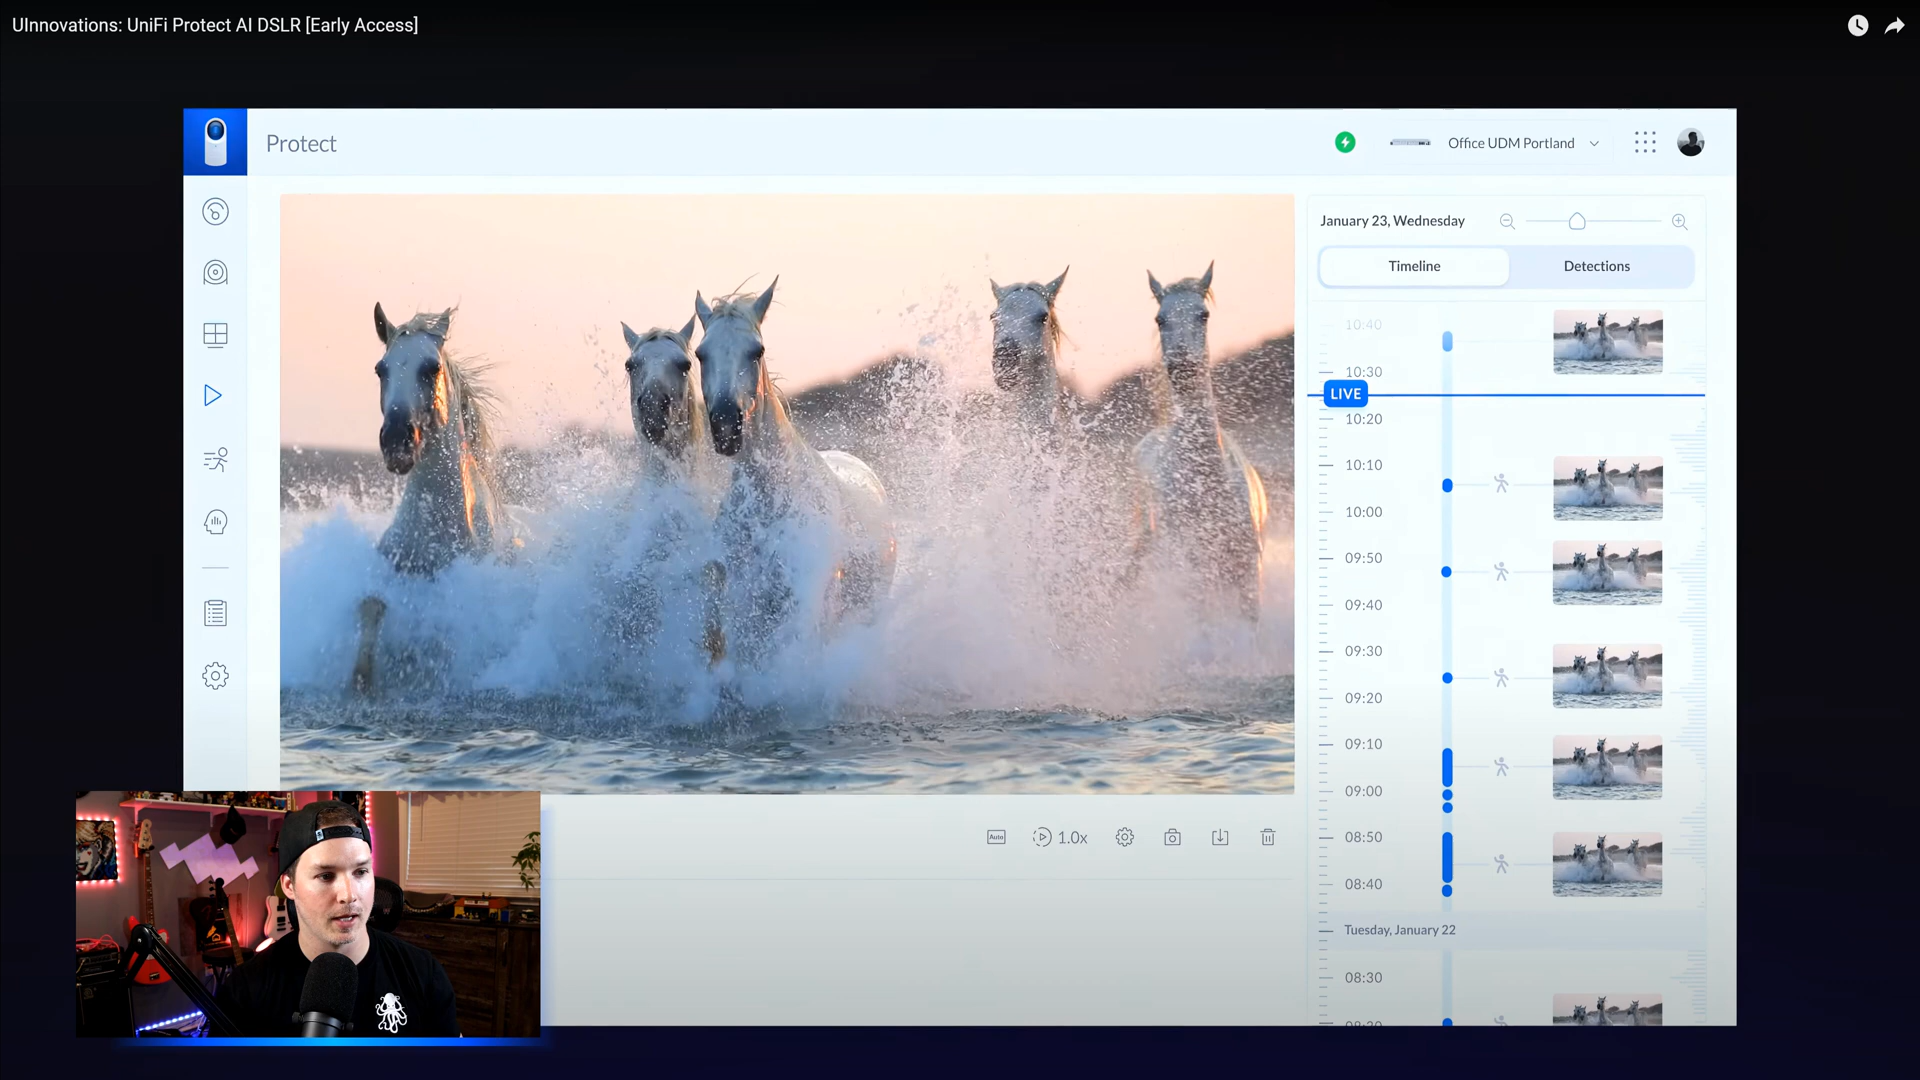 UInnovations: UniFi Protect AI DSLR [Early Access]
Protect
Office UDM Portland
January 23, Wednesday
Timeline
Detections
10:40
10:30
LIVE
10:20
10:10
10:00
09:50
09:40
09:30
09:20
09:10
09:00
08:50
08:40
Tuesday, January 22
08:30
Auto
1.0x